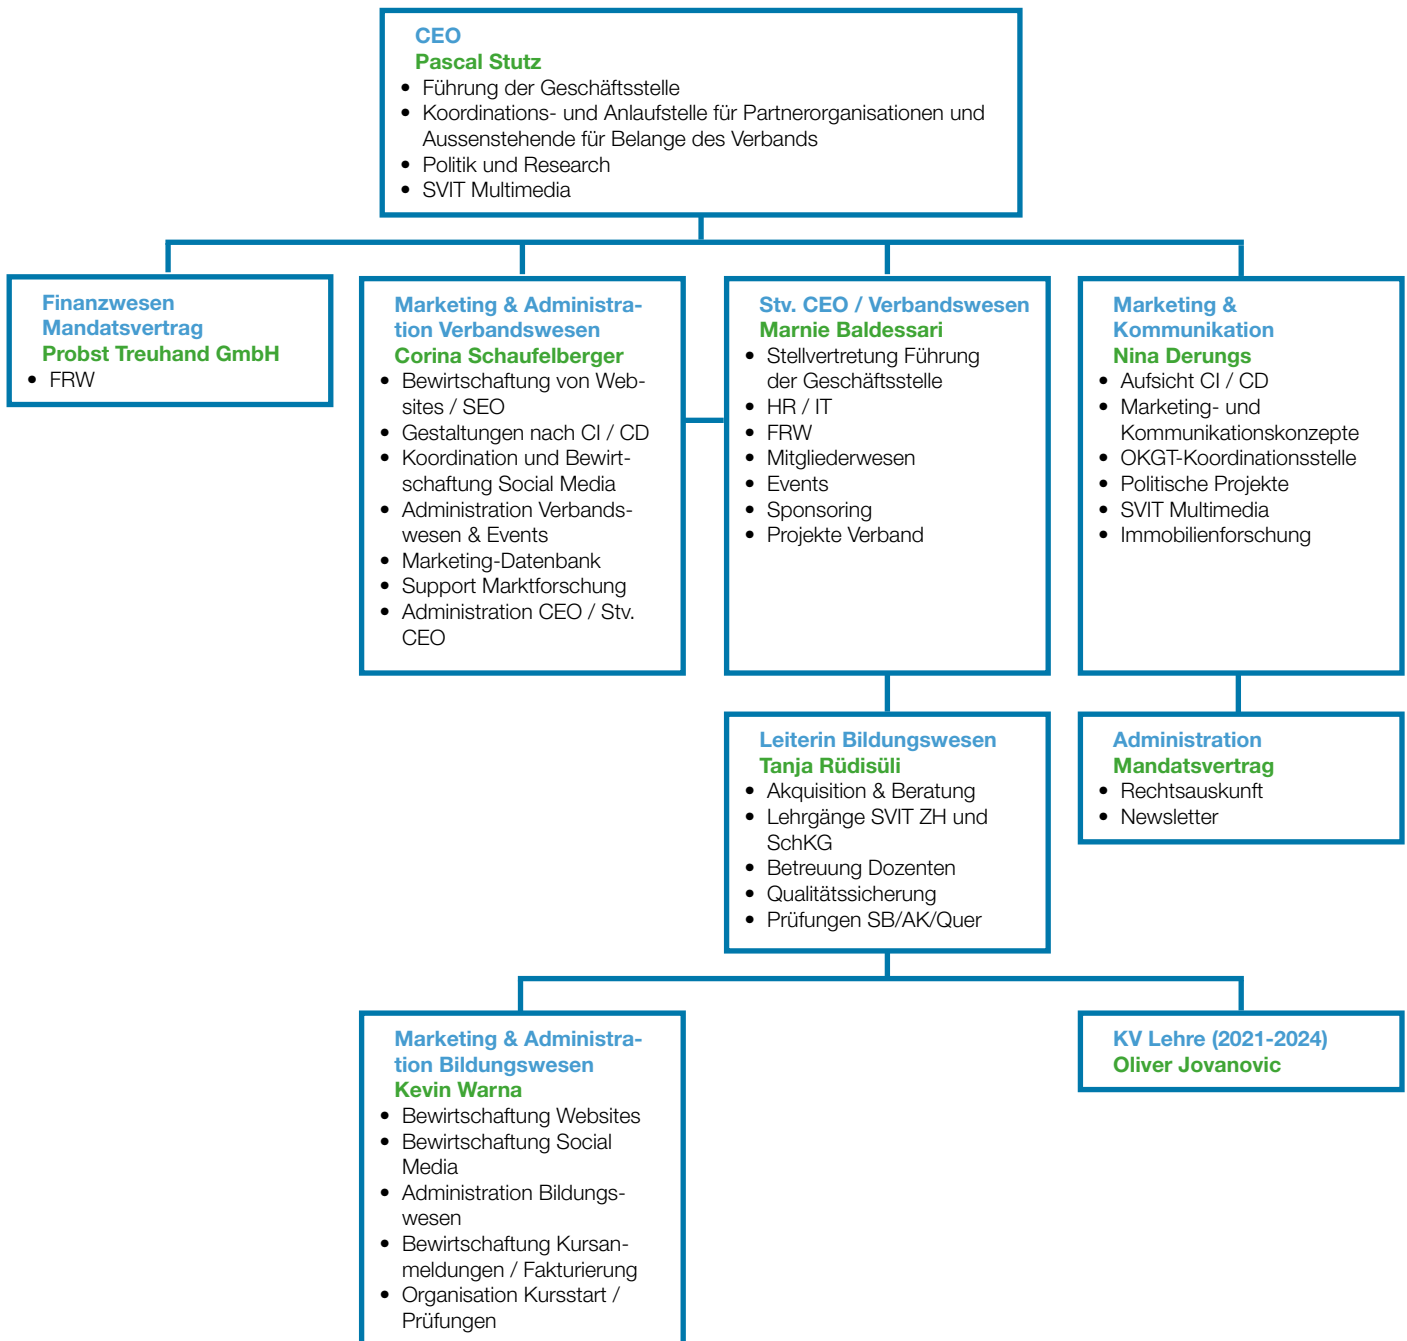 CEO
Pascal Stutz
• Führung der Geschäftsstelle
• Koordinations- und Anlaufstelle für Partnerorganisationen und
Aussenstehende für Belange des Verbands
• Politik und Research
• SVIT Multimedia
Finanzwesen
Mandatsvertrag
Probst Treuhand GmbH
• FRW
Marketing & Administra-
tion Verbandswesen
Corina Schaufelberger
• Bewirtschaftung von Web-
sites / SEO
• Gestaltungen nach CI / CD
• Koordination und Bewirt-
schaftung Social Media
• Administration Verbands-
wesen & Events
• Marketing-Datenbank
• Support Marktforschung
• Administration CEO / Stv.
CEO
Stv. CEO / Verbandswesen
Marnie Baldessari
• Stellvertretung Führung
der Geschäftsstelle
• HR / IT
• FRW
• Mitgliederwesen
• Events
• Sponsoring
• Projekte Verband
Marketing &
Kommunikation
Nina Derungs
• Aufsicht CI / CD
• Marketing- und
Kommunikationskonzepte
• OKGT-Koordinationsstelle
• Politische Projekte
• SVIT Multimedia
• Immobilienforschung
Leiterin Bildungswesen
Tanja Rüdisüli
• Akquisition & Beratung
• Lehrgänge SVIT ZH und
SchKG
• Betreuung Dozenten
• Qualitätssicherung
• Prüfungen SB/AK/Quer
Administration
Mandatsvertrag
• Rechtsauskunft
• Newsletter
Marketing & Administra-
tion Bildungswesen
Kevin Warna
• Bewirtschaftung Websites
• Bewirtschaftung Social
Media
• Administration Bildungs-
wesen
• Bewirtschaftung Kursan-
meldungen / Fakturierung
• Organisation Kursstart /
Prüfungen
KV Lehre (2021-2024)
Oliver Jovanovic